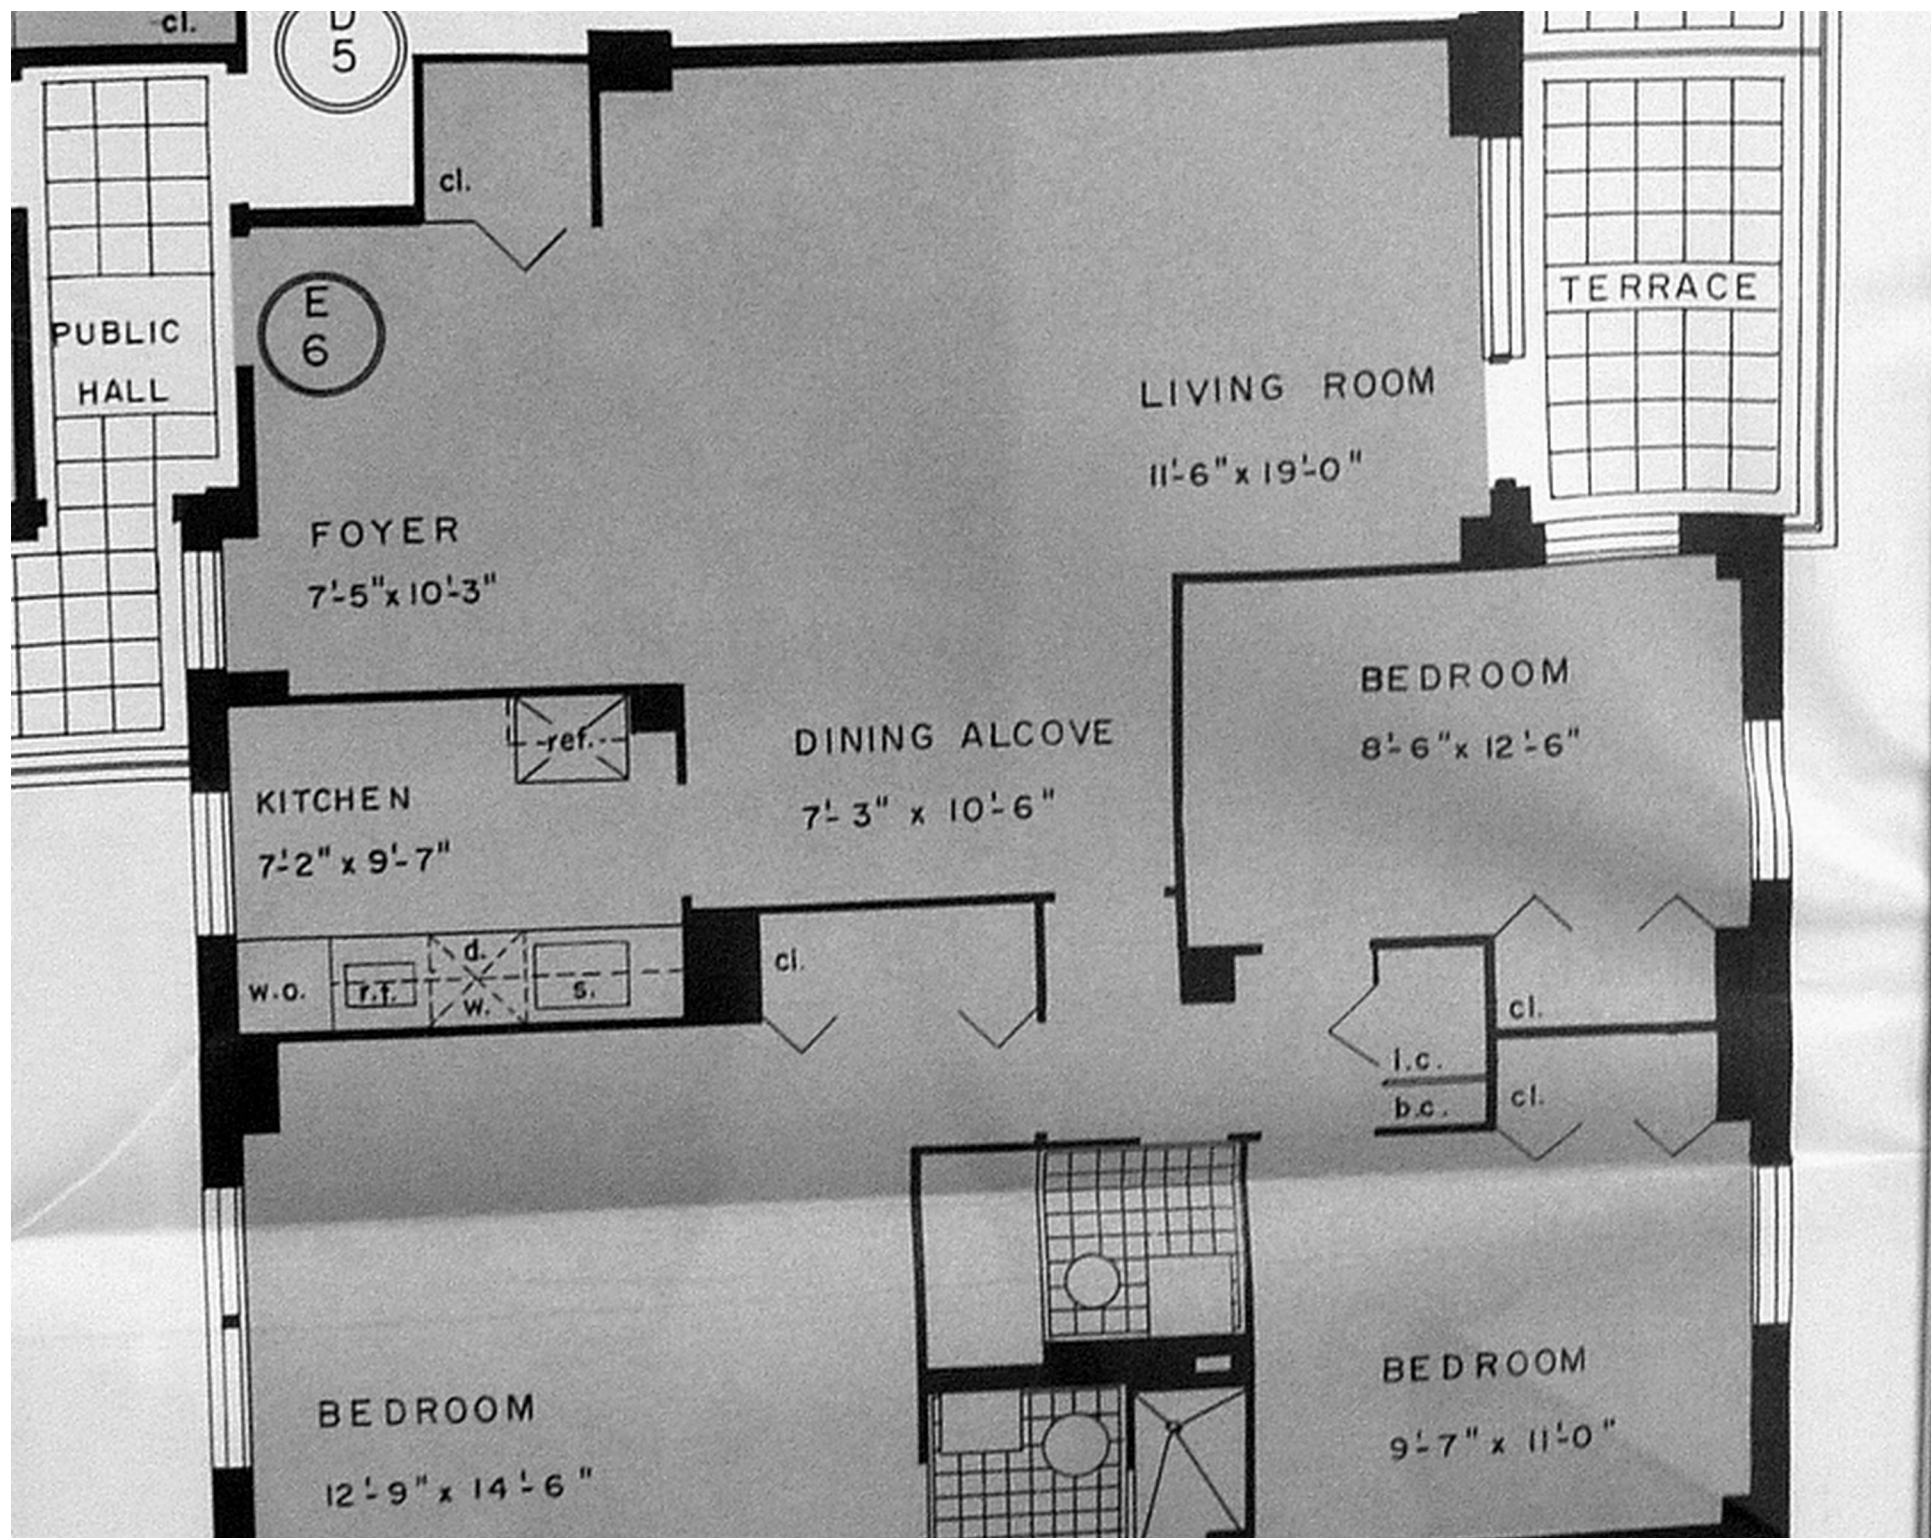 cl.
D
5
cl.
E
6
PUBLIC
HALL
TERRACE
LIVING ROOM
11'-6" x 19'-0"
FOYER
7'-5" x 10'-3"
BEDROOM
8'-6" x 12'-6"
ref.
DINING ALCOVE
7'-3" x 10'-6"
KITCHEN
7'-2" x 9'-7"
w.o.
r.t.
d.
w.
s.
cl.
cl.
l.c.
b.c.
cl.
BEDROOM
12'-9" x 14'-6"
BEDROOM
9'-7" x 11'-0"